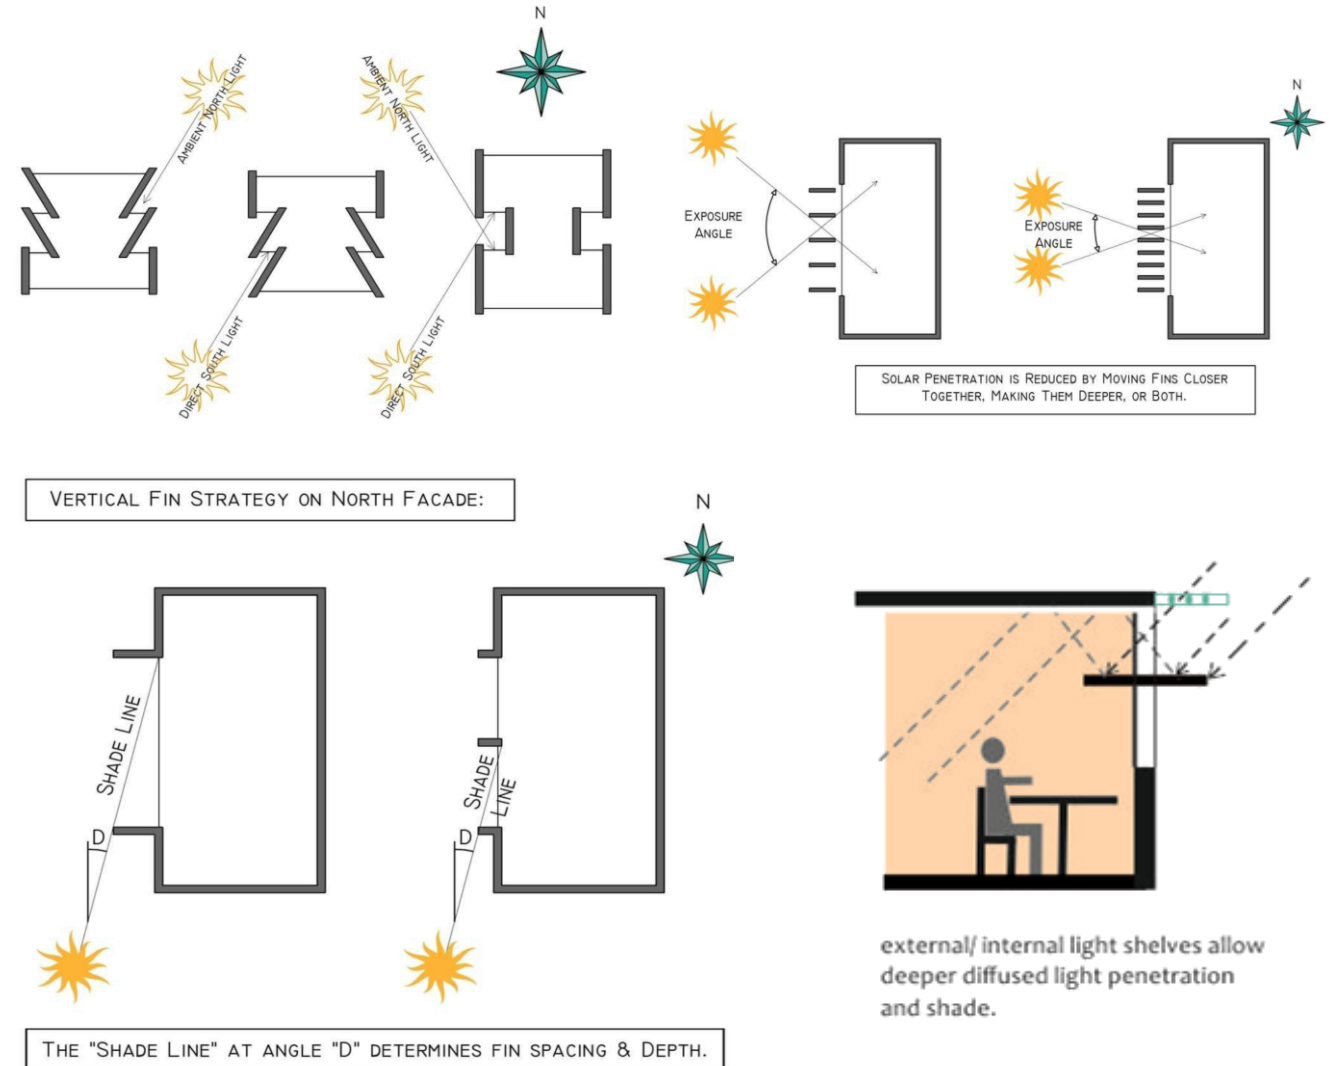 N
AMBIENT NORTH LIGHT
AMBIENT NORTH LIGHT
DIRECT SOUTH LIGHT
DIRECT SOUTH LIGHT
N
EXPOSURE
ANGLE
EXPOSURE
ANGLE
SOLAR PENETRATION IS REDUCED BY MOVING FINS CLOSER
TOGETHER, MAKING THEM DEEPER, OR BOTH.
VERTICAL FIN STRATEGY ON NORTH FACADE:
N
SHADE LINE
D
SHADE
LINE
D
THE "SHADE LINE" AT ANGLE "D" DETERMINES FIN SPACING & DEPTH.
external/ internal light shelves allow
deeper diffused light penetration
and shade.